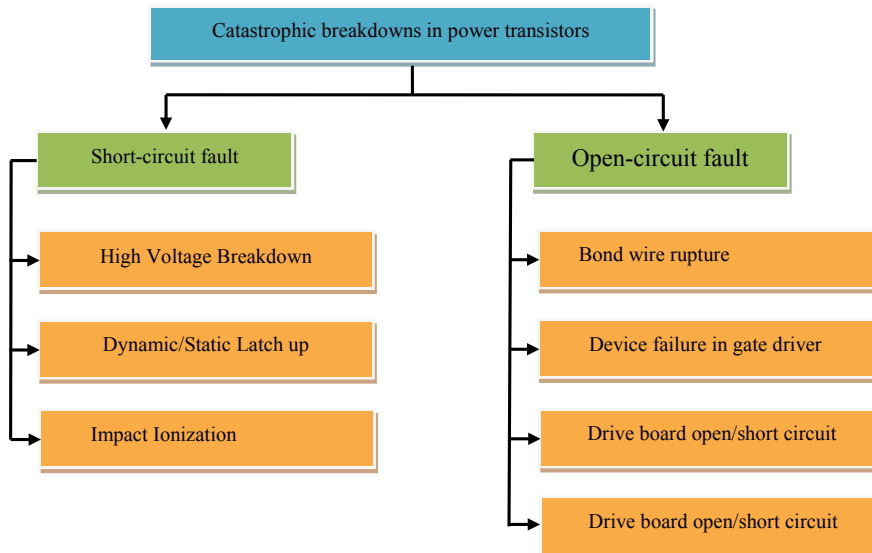 Catastrophic breakdowns in power transistors
Short-circuit fault
High Voltage Breakdown
Dynamic/Static Latch up
Impact Ionization
Open-circuit fault
Bond wire rupture
Device failure in gate driver
Drive board open/short circuit
Drive board open/short circuit